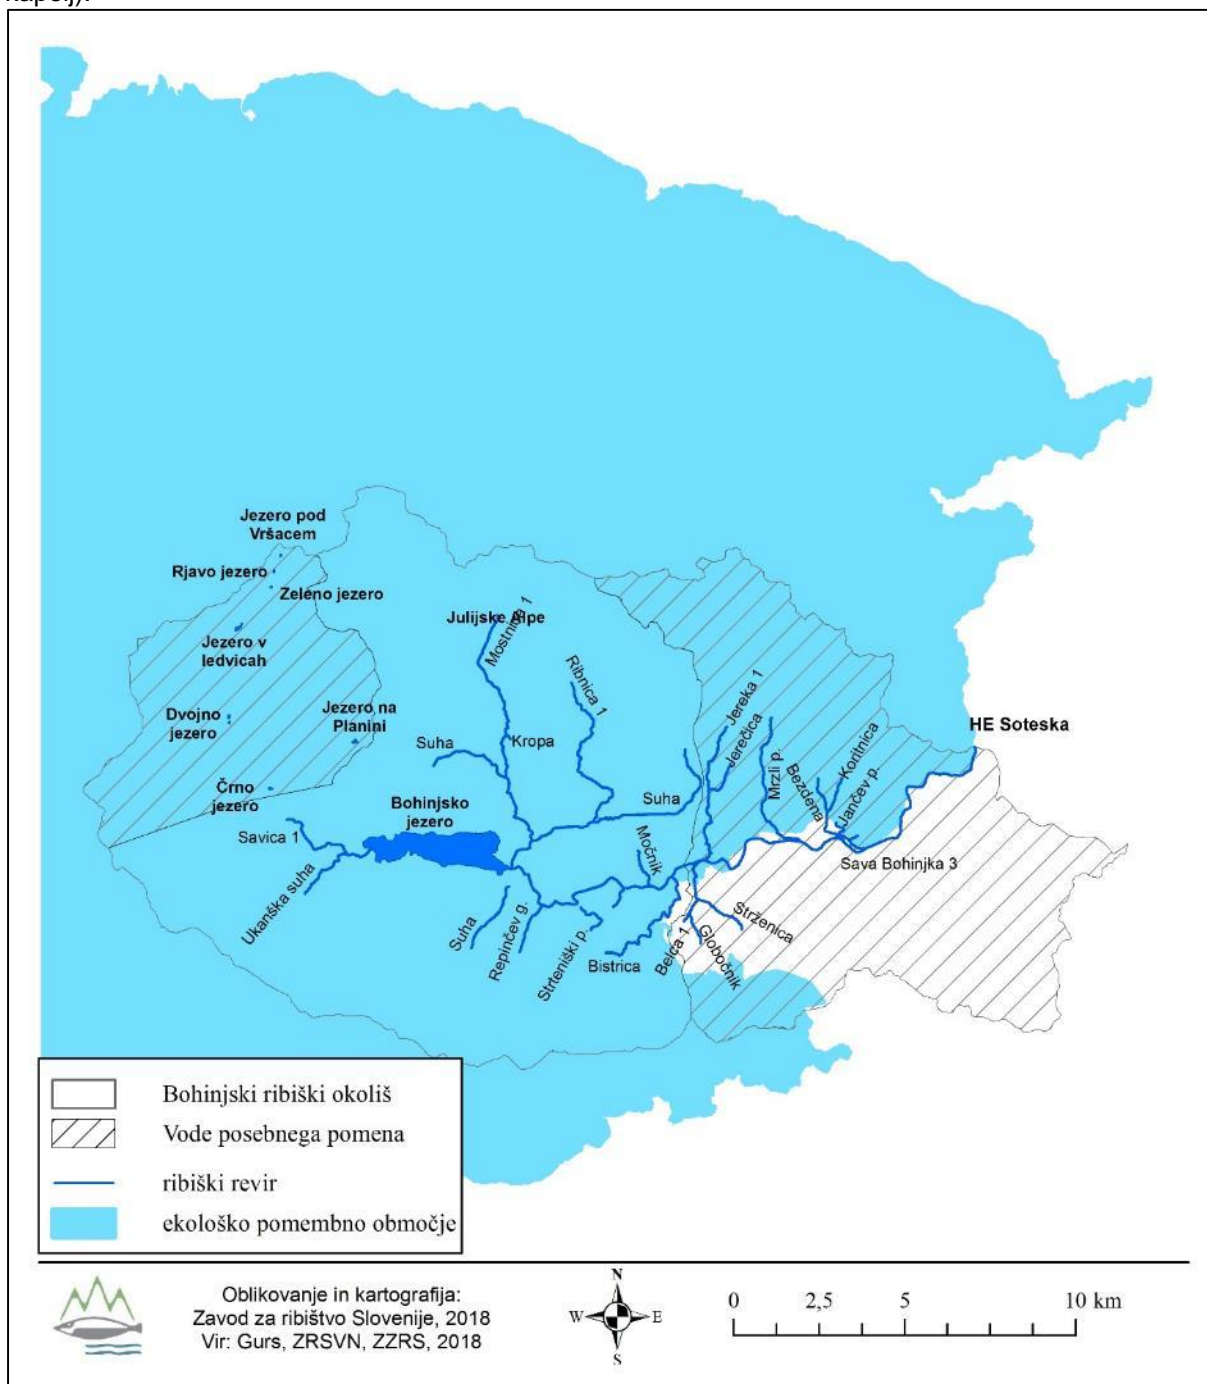 kapelj).
Jezero pod
Vršacem
Rjavo jezero
Zeleno jezero
Julijske Alpe
Mostnica 1
Jezero v
ledvicah
Ribnica 1
Dvojno
jezero
Jezero na
Planini
Suha
Kropa
Jereka 1
Jerečica
Mrzli p.
Bezdena
Koritnica
Jančev p.
HE Soteska
Črno
jezero
Savica 1
Bohinjsko
jezero
Suha
Močnik
Sava Bohinjka 3
Ukanška suha
Suha
Repinčev g.
Strteniški p.
Bistrica
Belca 1
Globočnik
Strženica
Bohinjski ribiški okoliš
Vode posebnega pomena
ribiški revir
ekološko pomembno območje
Oblikovanje in kartografija:
Zavod za ribištvo Slovenije, 2018
Vir: Gurs, ZRSVN, ZZRS, 2018
N
W E
S
0 2,5 5 10 km